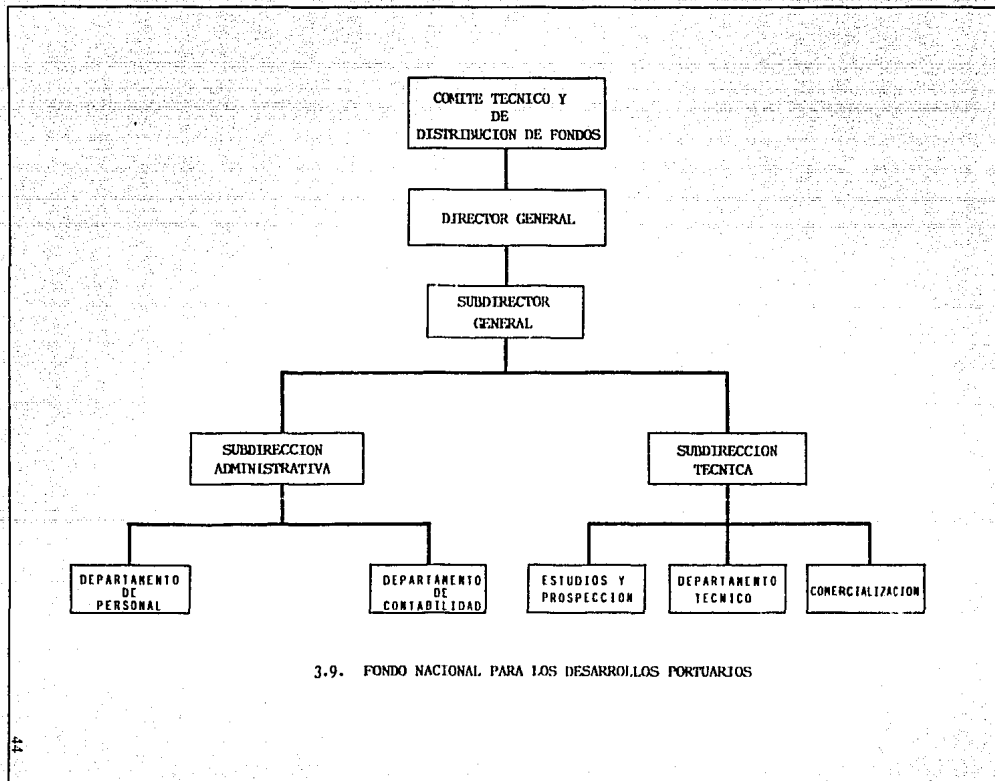 COMITE TECNICO Y
DE
DISTRIBUCION DE FONDOS
DIRECTOR GENERAL
SUBDIRECTOR
GENERAL
SUBDIRECCION
ADMINISTRATIVA
SUBDIRECCION
TECNICA
DEPARTAMENTO
DE
PERSONAL
DEPARTAMENTO
DE
CONTABILIDAD
ESTUDIOS Y
PROSPECCION
DEPARTAMENTO
TECNICO
COMERCIALIZACION
3.9. FONDO NACIONAL PARA LOS DESARROLLOS PORTUARIOS
44